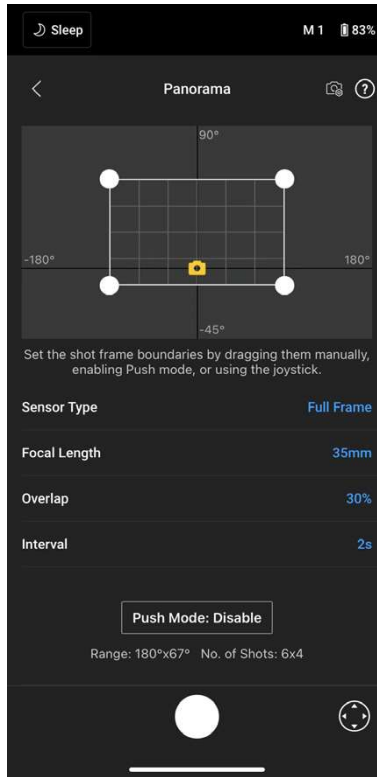 Sleep
M 1 83%
Panorama
?
90°
-180° 180°
-45°
Set the shot frame boundaries by dragging them manually,
enabling Push mode, or using the joystick.
Sensor Type Full Frame
Focal Length 35mm
Overlap 30%
Interval 2s
Push Mode: Disable
Range: 180°x67° No. of Shots: 6x4